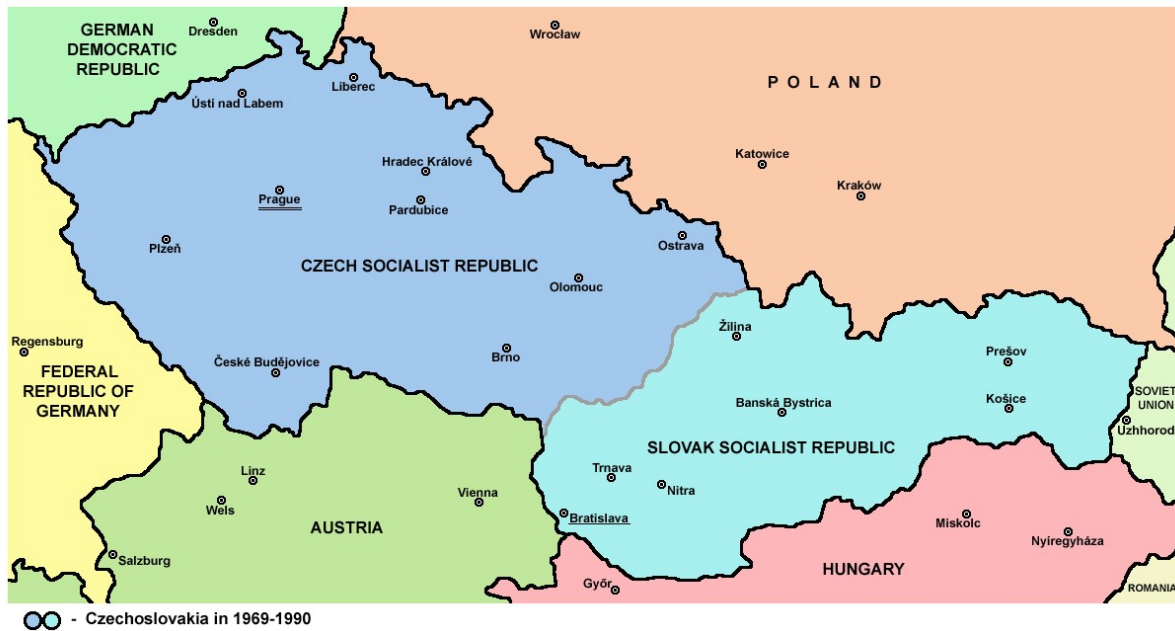 GERMAN
DEMOCRATIC
REPUBLIC
Dresden
Wrocław
POLAND
Liberec
Ústí nad Labem
Hradec Králové
Katowice
Kraków
Prague
Pardubice
Plzeň
Ostrava
CZECH SOCIALIST REPUBLIC
Olomouc
Žilina
Regensburg
Brno
Prešov
České Budějovice
FEDERAL
REPUBLIC OF
GERMANY
SOVIET
UNION
Banská Bystrica
Košice
Uzhhorod
SLOVAK SOCIALIST REPUBLIC
Linz
Trnava
Vienna
Nitra
Wels
Bratislava
AUSTRIA
Miskolc
Nyíregyháza
Salzburg
HUNGARY
Győr
ROMANIA
- Czechoslovakia in 1969-1990